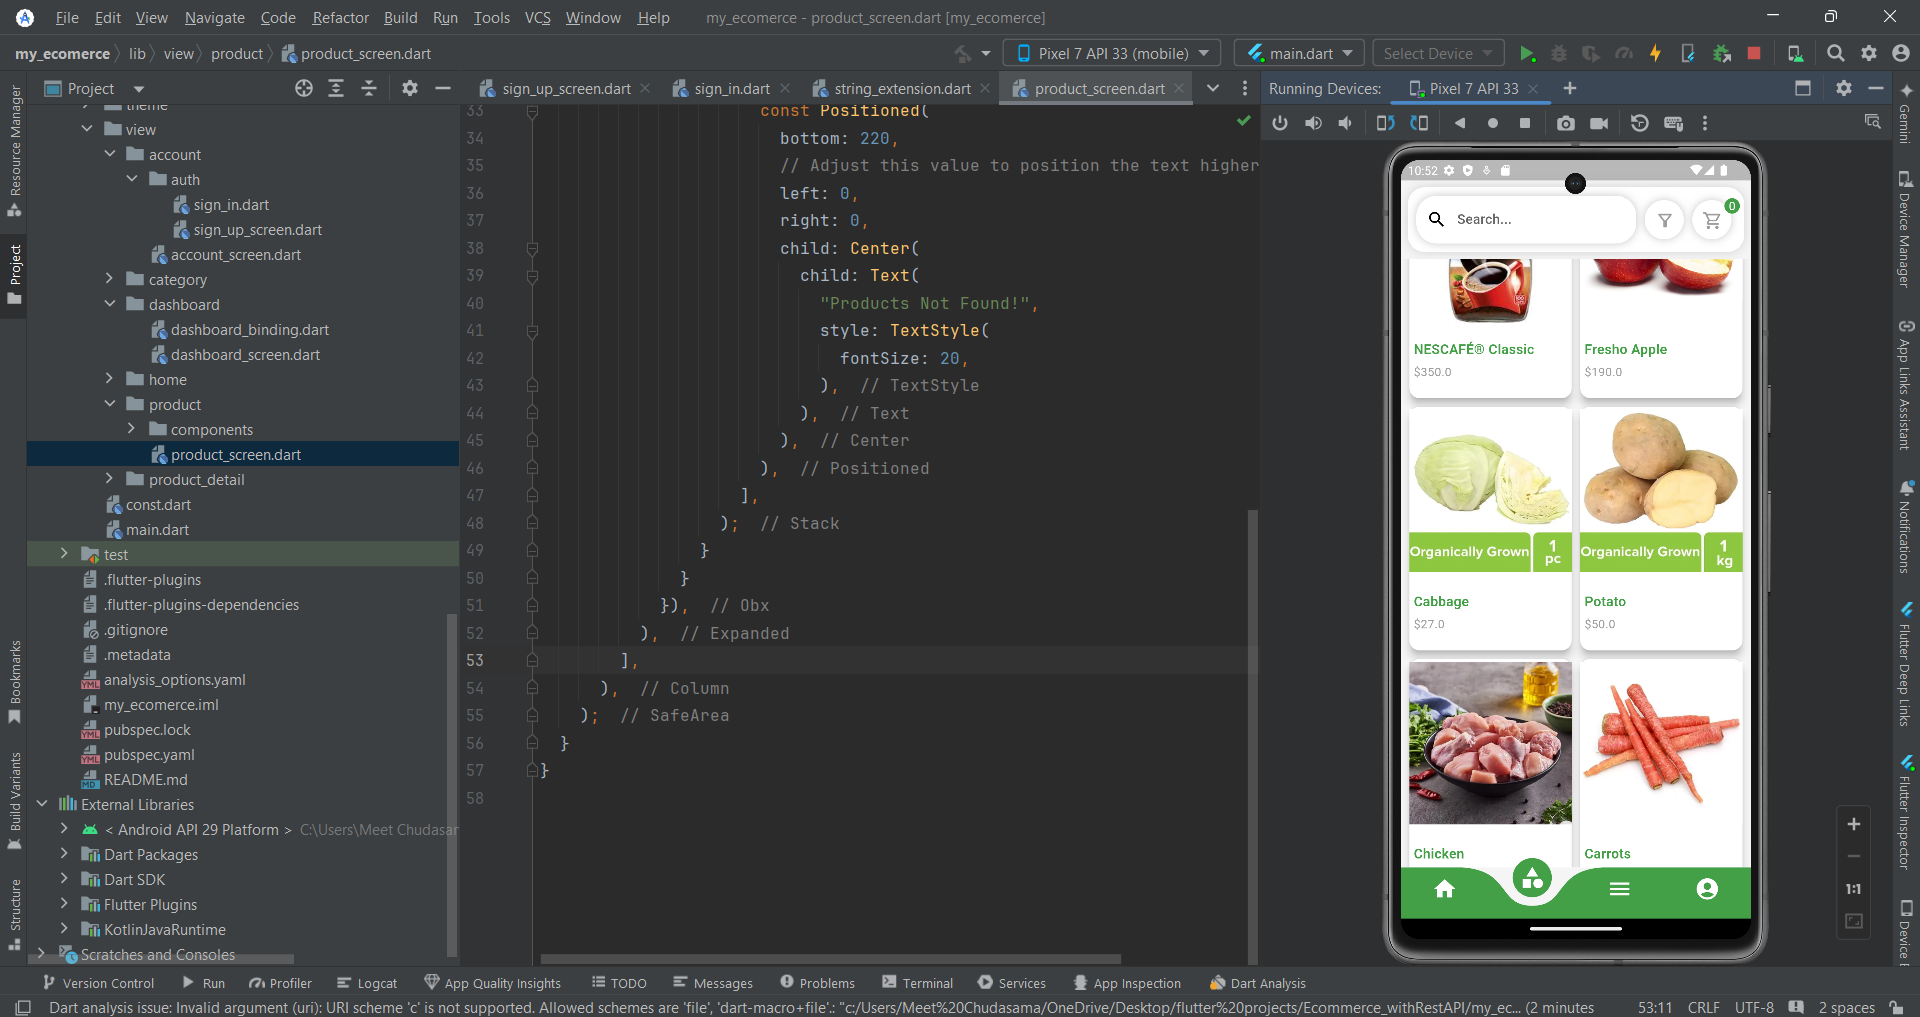 File Edit View Navigate Code Refactor Build Run Tools VCS Window Help my_ecomerce - product_screen.dart [my_ecomerce]
my_ecomerce lib view product product_screen.dart Pixel 7 API 33 (mobile) main.dart Select Device
Project
sign_up_screen.dart sign_in.dart string_extension.dart product_screen.dart
Running Devices: Pixel 7 API 33
Resource Manager
Project
Bookmarks
Build Variants
Structure
theme
view
account
auth
sign_in.dart
sign_up_screen.dart
account_screen.dart
category
dashboard
dashboard_binding.dart
dashboard_screen.dart
home
product
components
product_screen.dart
product_detail
const.dart
main.dart
test
.flutter-plugins
.flutter-plugins-dependencies
.gitignore
.metadata
analysis_options.yaml
my_ecomerce.iml
pubspec.lock
pubspec.yaml
README.md
External Libraries
< Android API 29 Platform > C:\Users\Meet Chudasar
Dart Packages
Dart SDK
Flutter Plugins
KotlinJavaRuntime
Scratches and Consoles
33 const Positioned(
34 bottom: 220,
35 // Adjust this value to position the text higher
36 left: 0,
37 right: 0,
38 child: Center(
39 child: Text(
40 "Products Not Found!",
41 style: TextStyle(
42 fontSize: 20,
43 ), // TextStyle
44 ), // Text
45 ), // Center
46 ), // Positioned
47 ],
48 ); // Stack
49 }
50 }
51 }), // Obx
52 ), // Expanded
53 ],
54 ), // Column
55 ); // SafeArea
56 }
57 }
58
10:52
Search...
0
NESCAFÉ® Classic
$350.0
Fresho Apple
$190.0
Organically Grown 1 pc
Organically Grown 1 kg
Cabbage
$27.0
Potato
$50.0
Chicken
Carrots
1:1
Gemini
Device Manager
App Links Assistant
Notifications
Flutter Deep Links
Flutter Inspector
Device E
Version Control Run Profiler Logcat App Quality Insights TODO Messages Problems Terminal Services App Inspection Dart Analysis
Dart analysis issue: Invalid argument (uri): URI scheme 'c' is not supported. Allowed schemes are 'file', 'dart-macro+file'.: "c:/Users/Meet%20Chudasama/OneDrive/Desktop/flutter%20projects/Ecommerce_withRestAPI/my_ec... (2 minutes 53:11 CRLF UTF-8 2 spaces